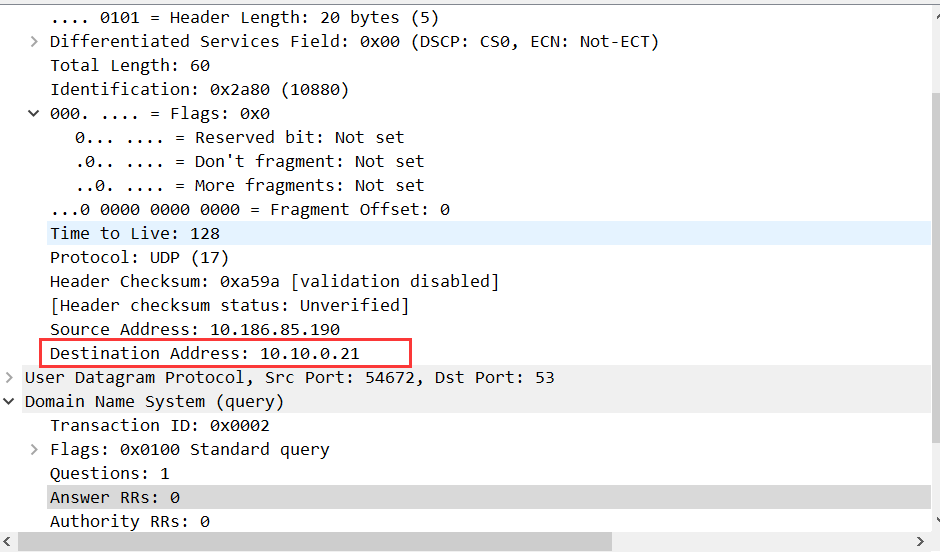 .... 0101 = Header Length: 20 bytes (5)
Differentiated Services Field: 0x00 (DSCP: CS0, ECN: Not-ECT)
Total Length: 60
Identification: 0x2a80 (10880)
000. .... = Flags: 0x0
0... .... = Reserved bit: Not set
.0.. .... = Don't fragment: Not set
..0. .... = More fragments: Not set
...0 0000 0000 0000 = Fragment Offset: 0
Time to Live: 128
Protocol: UDP (17)
Header Checksum: 0xa59a [validation disabled]
[Header checksum status: Unverified]
Source Address: 10.186.85.190
Destination Address: 10.10.0.21
User Datagram Protocol, Src Port: 54672, Dst Port: 53
Domain Name System (query)
Transaction ID: 0x0002
Flags: 0x0100 Standard query
Questions: 1
Answer RRs: 0
Authority RRs: 0